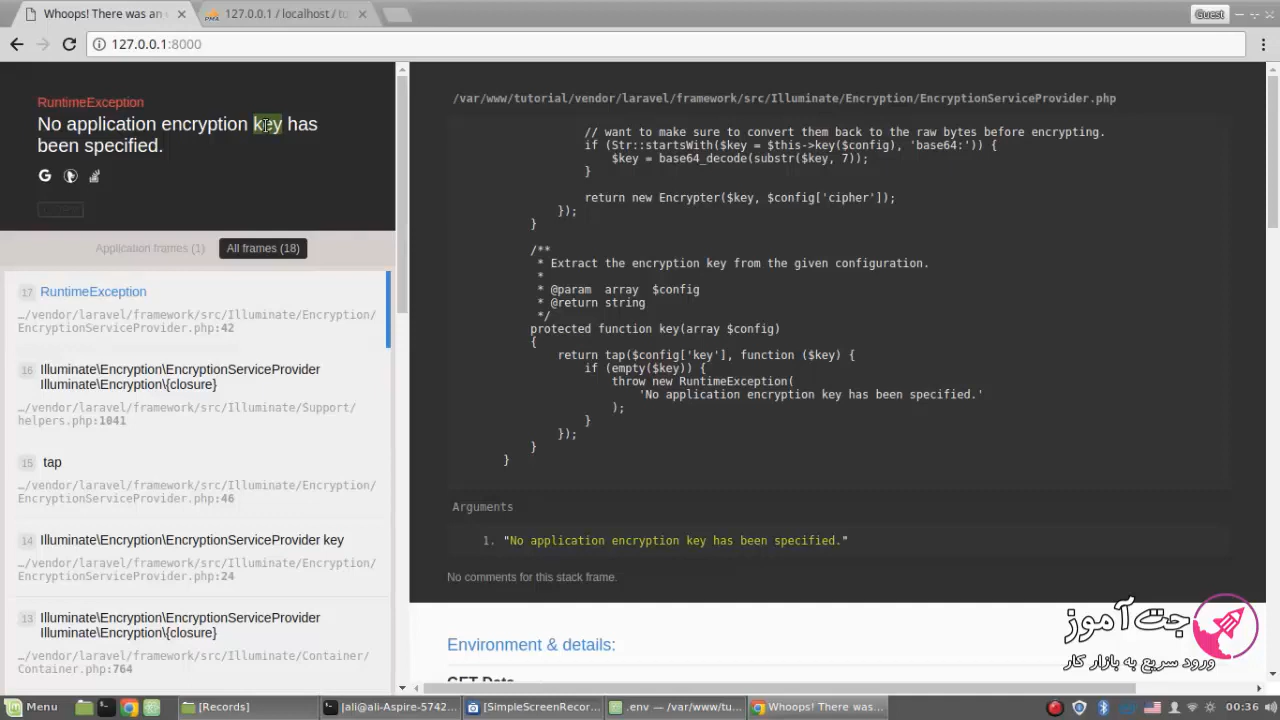 Whoops! There was an
127.0.0.1 / localhost / tu
Guest
127.0.0.1:8000
RuntimeException
No application encryption key has
been specified.
Application frames (1)
All frames (18)
17 RuntimeException
…/vendor/laravel/framework/src/Illuminate/Encryption/
EncryptionServiceProvider.php:42
16 Illuminate\Encryption\EncryptionServiceProvider
Illuminate\Encryption\{closure}
…/vendor/laravel/framework/src/Illuminate/Support/
helpers.php:1041
15 tap
…/vendor/laravel/framework/src/Illuminate/Encryption/
EncryptionServiceProvider.php:46
14 Illuminate\Encryption\EncryptionServiceProvider key
…/vendor/laravel/framework/src/Illuminate/Encryption/
EncryptionServiceProvider.php:24
13 Illuminate\Encryption\EncryptionServiceProvider
Illuminate\Encryption\{closure}
…/vendor/laravel/framework/src/Illuminate/Container/
Container.php:764
/var/www/tutorial/vendor/laravel/framework/src/Illuminate/Encryption/EncryptionServiceProvider.php
// want to make sure to convert them back to the raw bytes before encrypting.
if (Str::startsWith($key = $this->key($config), 'base64:')) {
$key = base64_decode(substr($key, 7));
}
return new Encrypter($key, $config['cipher']);
});
}
/**
* Extract the encryption key from the given configuration.
*
* @param  array  $config
* @return string
*/
protected function key(array $config)
{
return tap($config['key'], function ($key) {
if (empty($key)) {
throw new RuntimeException(
'No application encryption key has been specified.'
);
}
});
}
}
Arguments
1. "No application encryption key has been specified."
No comments for this stack frame.
Environment & details:
GET Data
جت آموز
ورود سریع به بازار کار
Menu
[Records]
[ali@ali-Aspire-5742...
[SimpleScreenRecor...
.env — /var/www/tu...
Whoops! There was...
00:36